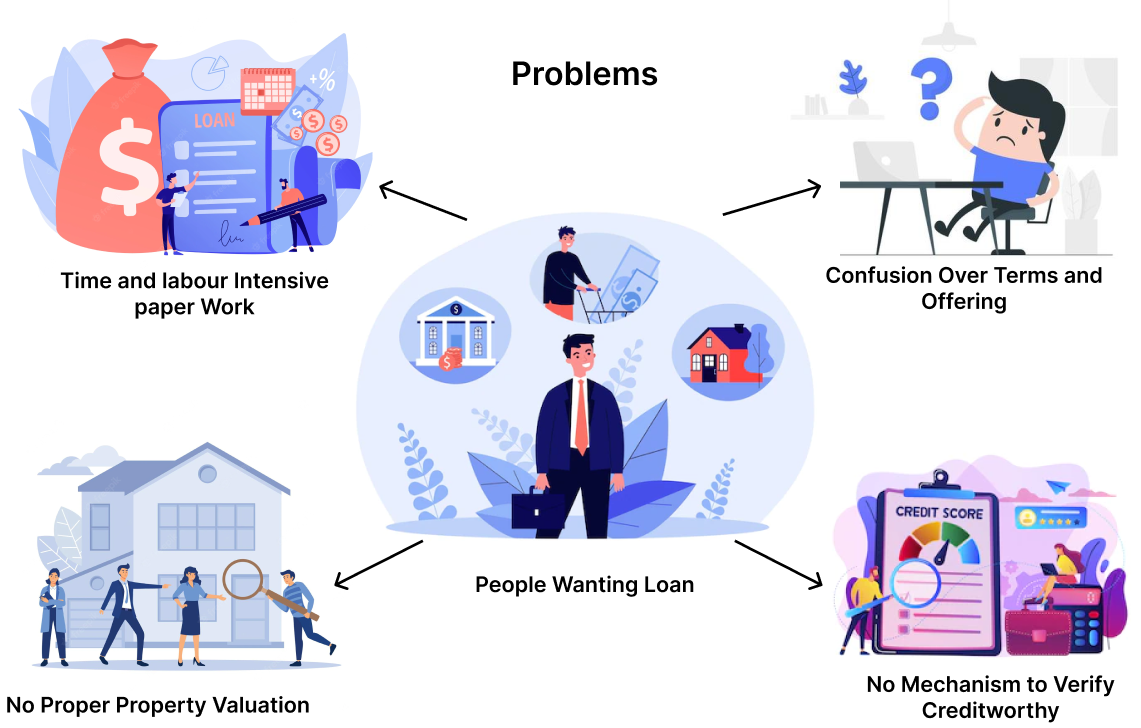 Problems
LOAN
+%
$
Time and labour Intensive
paper Work
?
Confusion Over Terms and
Offering
$
$
People Wanting Loan
No Proper Property Valuation
CREDIT SCORE
0
No Mechanism to Verify
Creditworthy